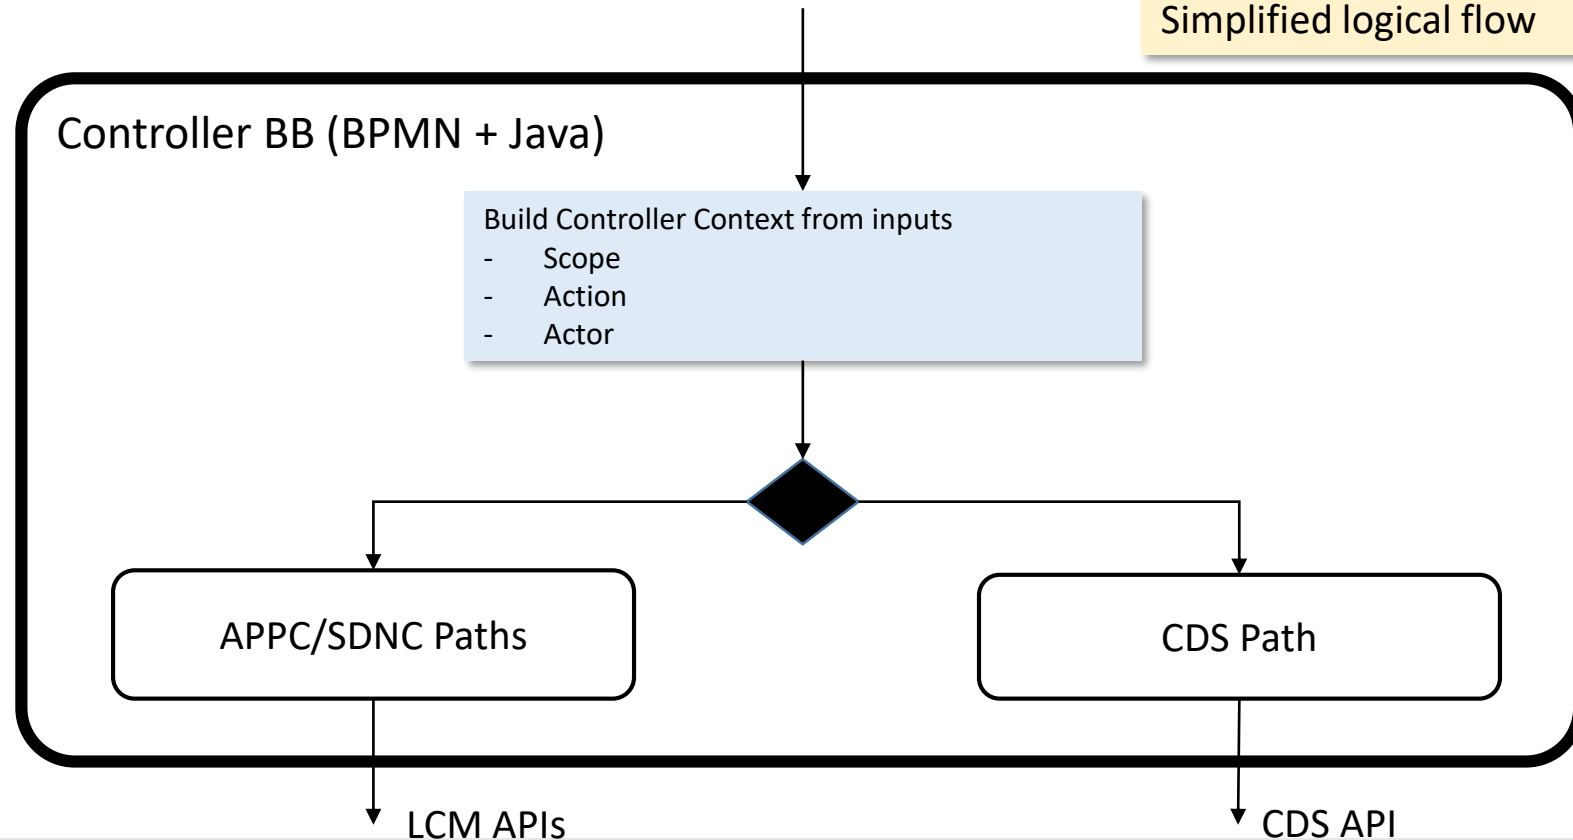 Simplified logical flow
Controller BB (BPMN + Java)
Build Controller Context from inputs
- Scope
- Action
- Actor
APPC/SDNC Paths
CDS Path
LCM APIs
CDS API